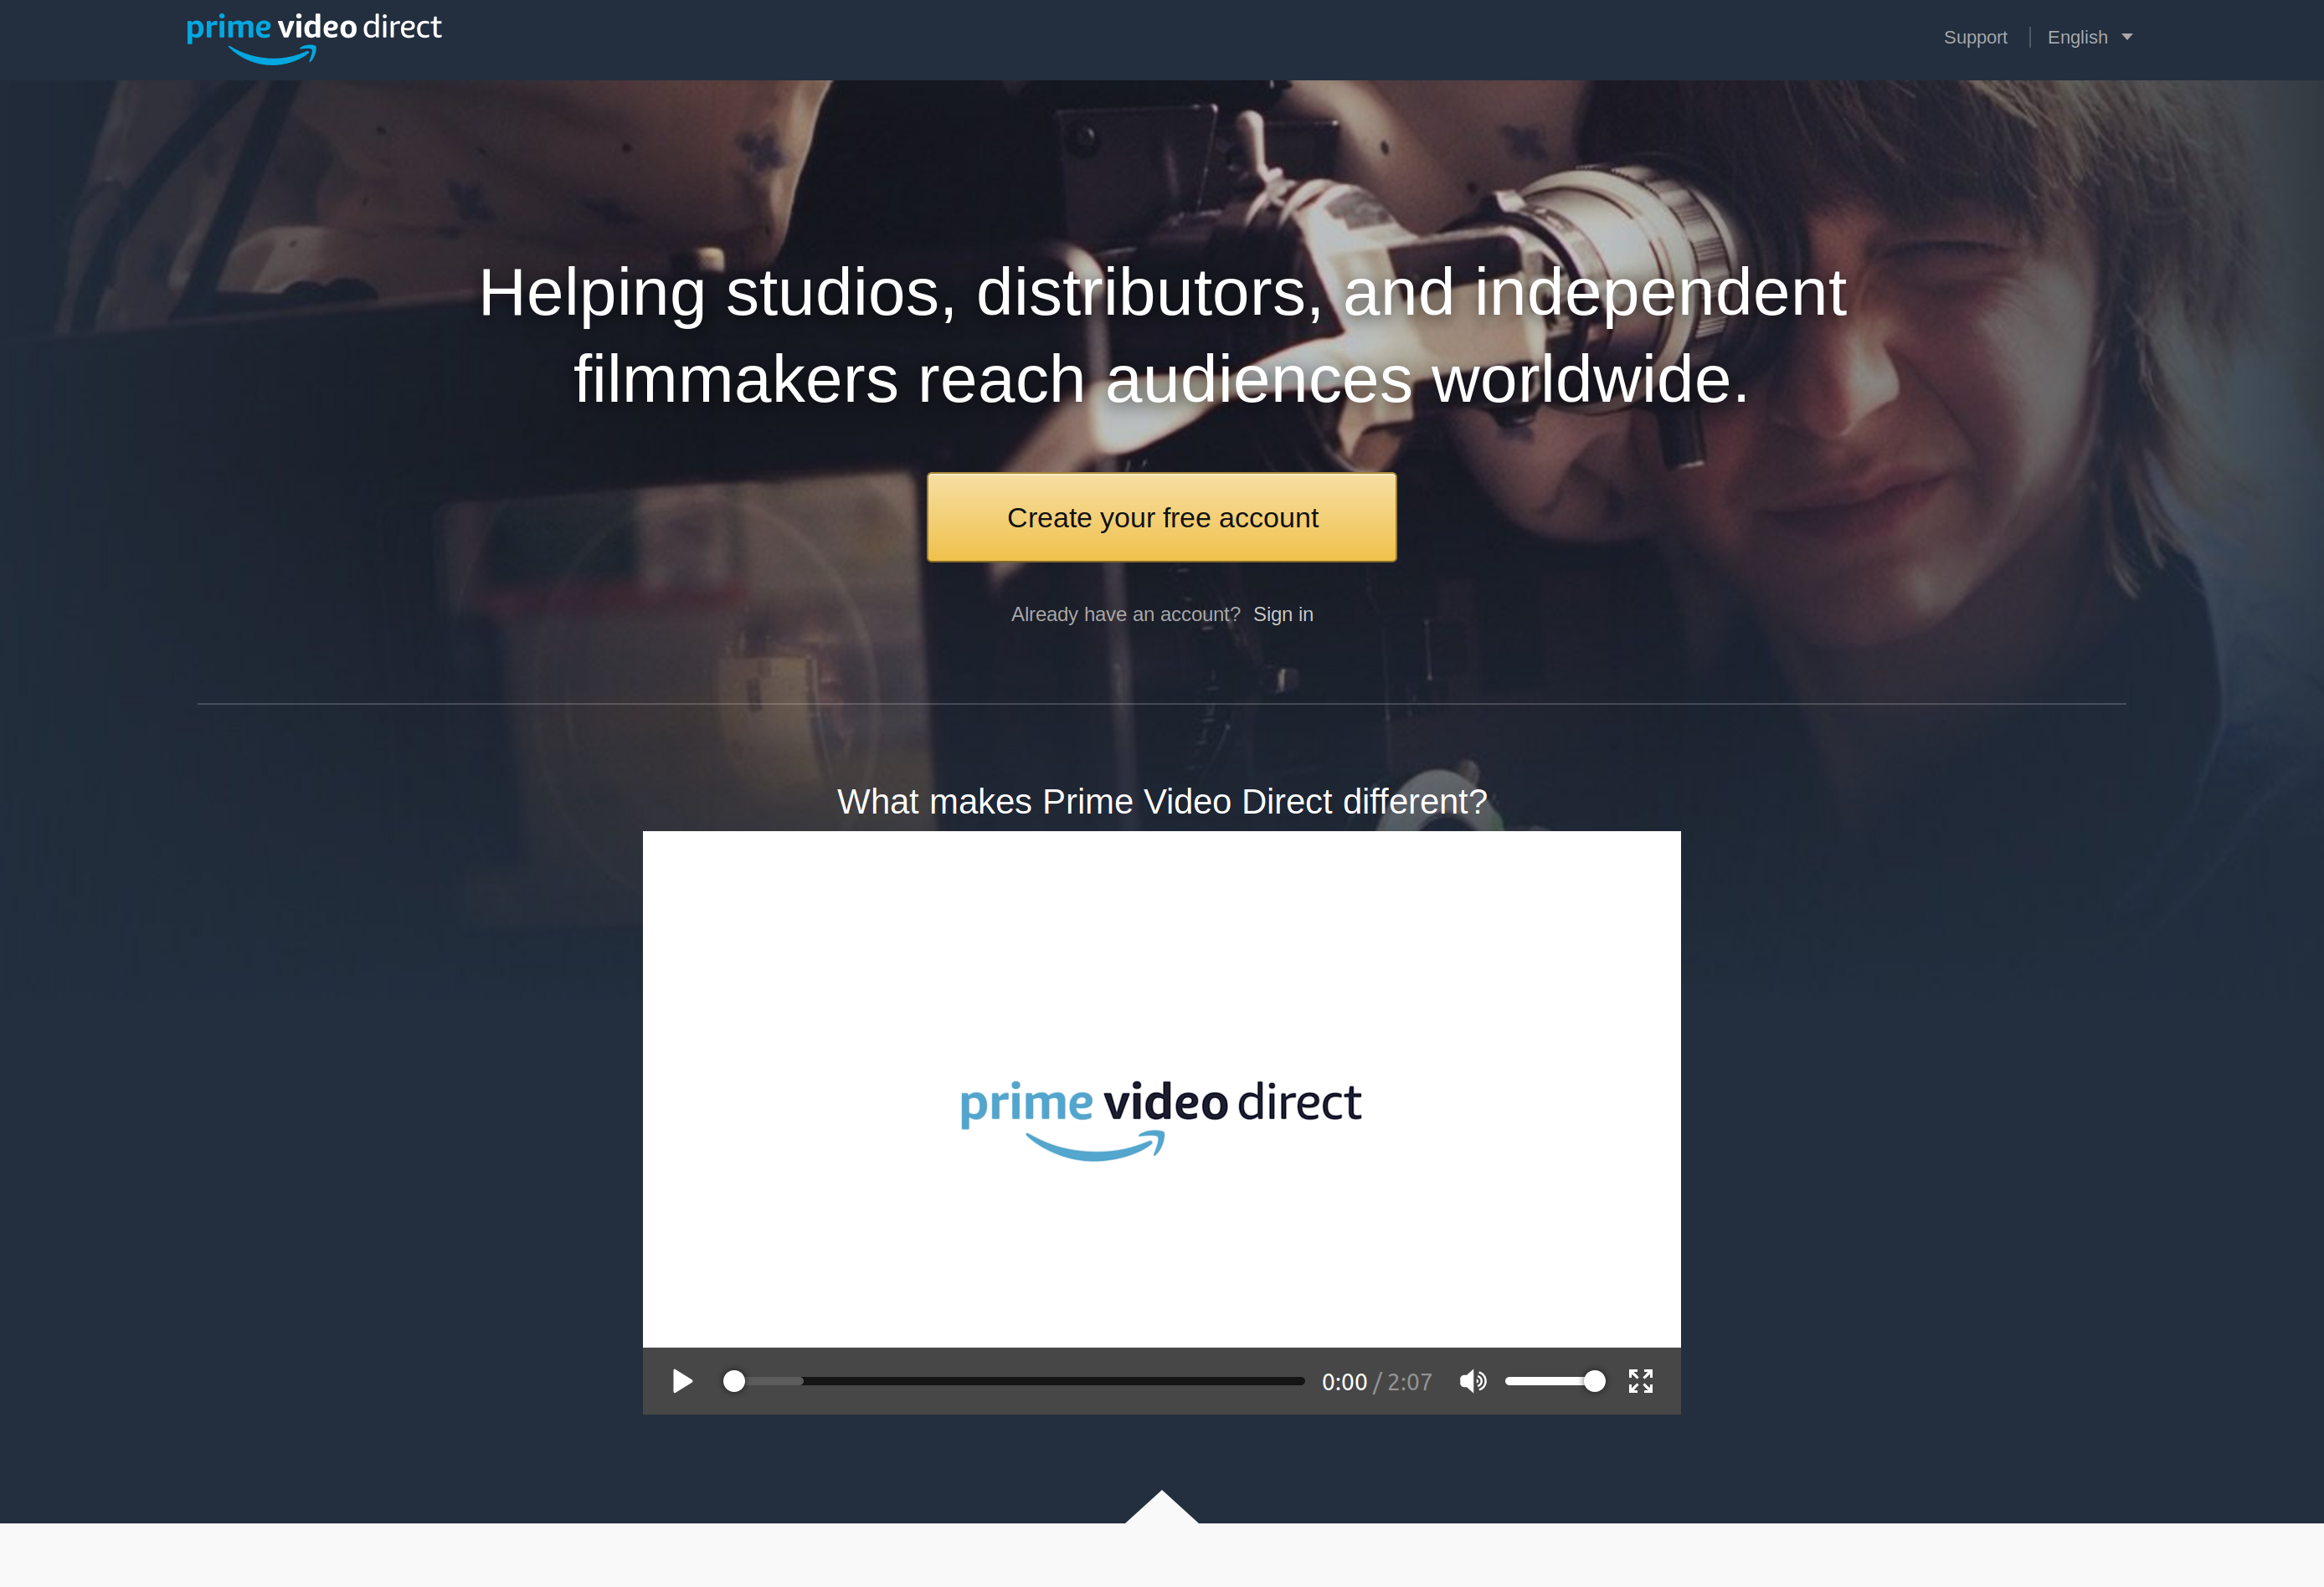 prime video direct
Support
English
Helping studios, distributors, and independent
filmmakers reach audiences worldwide.
Create your free account
Already have an account? Sign in
What makes Prime Video Direct different?
prime video direct
0:00 / 2:07